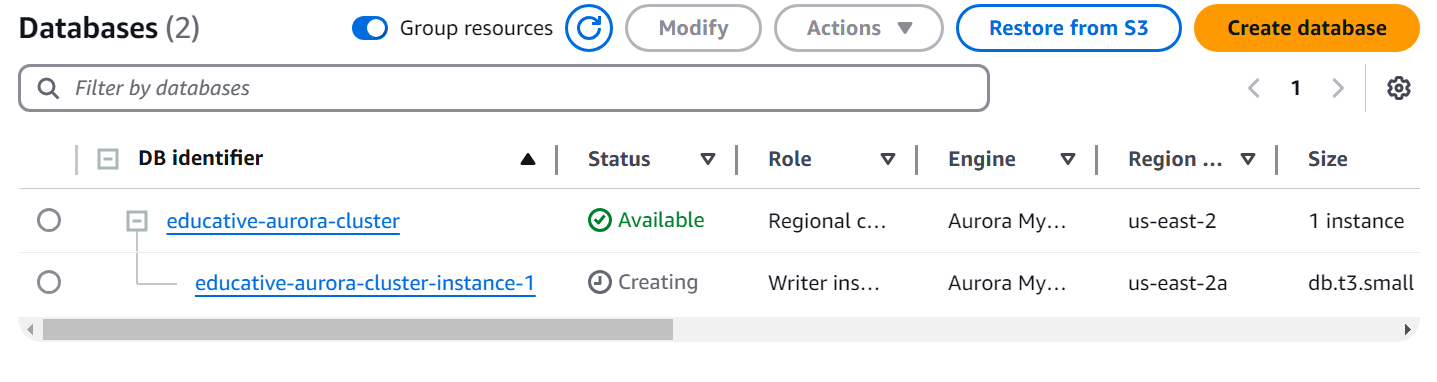 Databases (2) Group resources Modify Actions Restore from S3 Create database
Filter by databases 1
DB identifier Status Role Engine Region ... Size
educative-aurora-cluster Available Regional c... Aurora My... us-east-2 1 instance
educative-aurora-cluster-instance-1 Creating Writer ins... Aurora My... us-east-2a db.t3.small